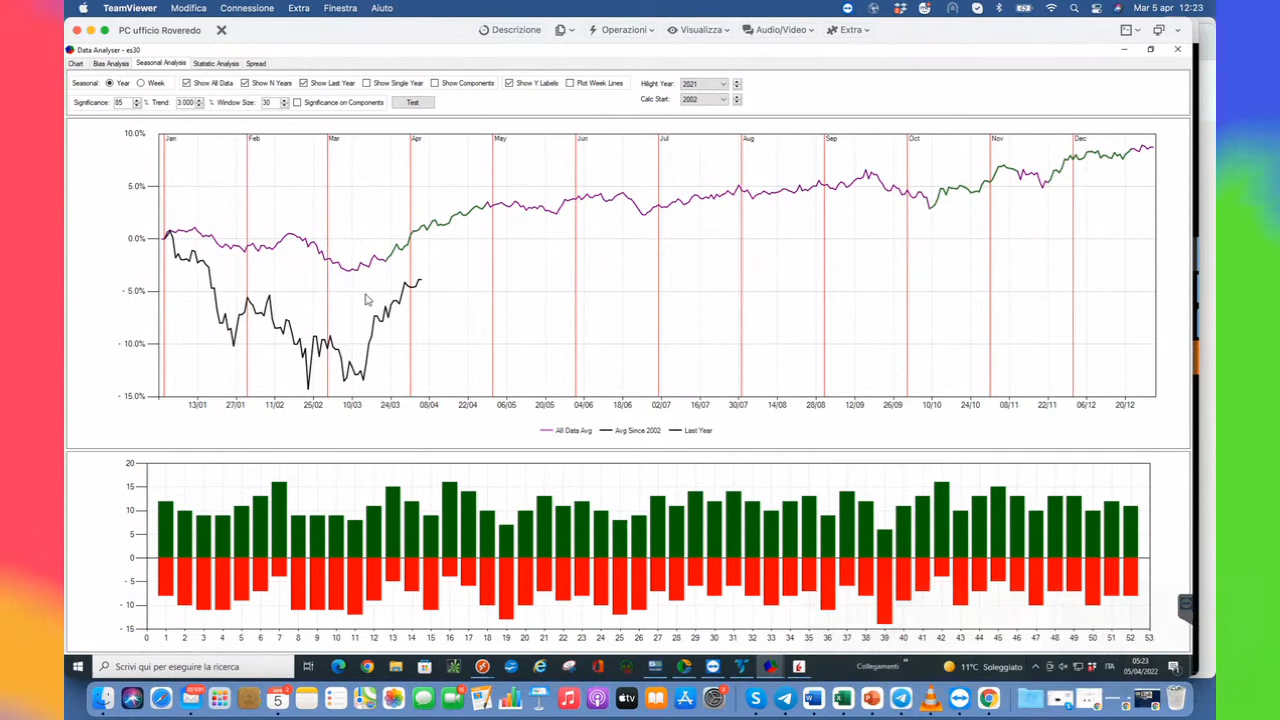 TeamViewer Comunicazione Visualizza Connessione Extra Finestra Aiuto Mar 5 apr 12:23
PC ufficio Roveredo Descrizione Operazioni Visualizza Audio/Video Extra
Data Analyser - es30
Chart Bias Analysis Seasonal Analysis Statistic Analysis Spread
Seasonal: Year Week Show All Data Show N Years Show Last Year Show Single Year Show Components Show Y Labels Plot Week Lines Hilight Year: 2021
Calc Start: 2002
Significance: 85 % Trend: 3.000 % Window Size: 30 Significance on Components Test
10.0%
Jan Feb Mar Apr May Jun Jul Aug Sep Oct Nov Dec
5.0%
0.0%
- 5.0%
- 10.0%
- 15.0%
13/01 27/01 11/02 25/02 10/03 24/03 08/04 22/04 06/05 20/05 04/06 18/06 02/07 16/07 30/07 14/08 28/08 12/09 26/09 10/10 24/10 08/11 22/11 06/12 20/12
All Data Avg Avg Since 2002 Last Year
20
15
10
5
0
- 5
- 10
- 15
0 1 2 3 4 5 6 7 8 9 10 11 12 13 14 15 16 17 18 19 20 21 22 23 24 25 26 27 28 29 30 31 32 33 34 35 36 37 38 39 40 41 42 43 44 45 46 47 48 49 50 51 52 53
Scrivi qui per eseguire la ricerca
Collegamenti
11°C Soleggiato
ITA
05:23
05/04/2022